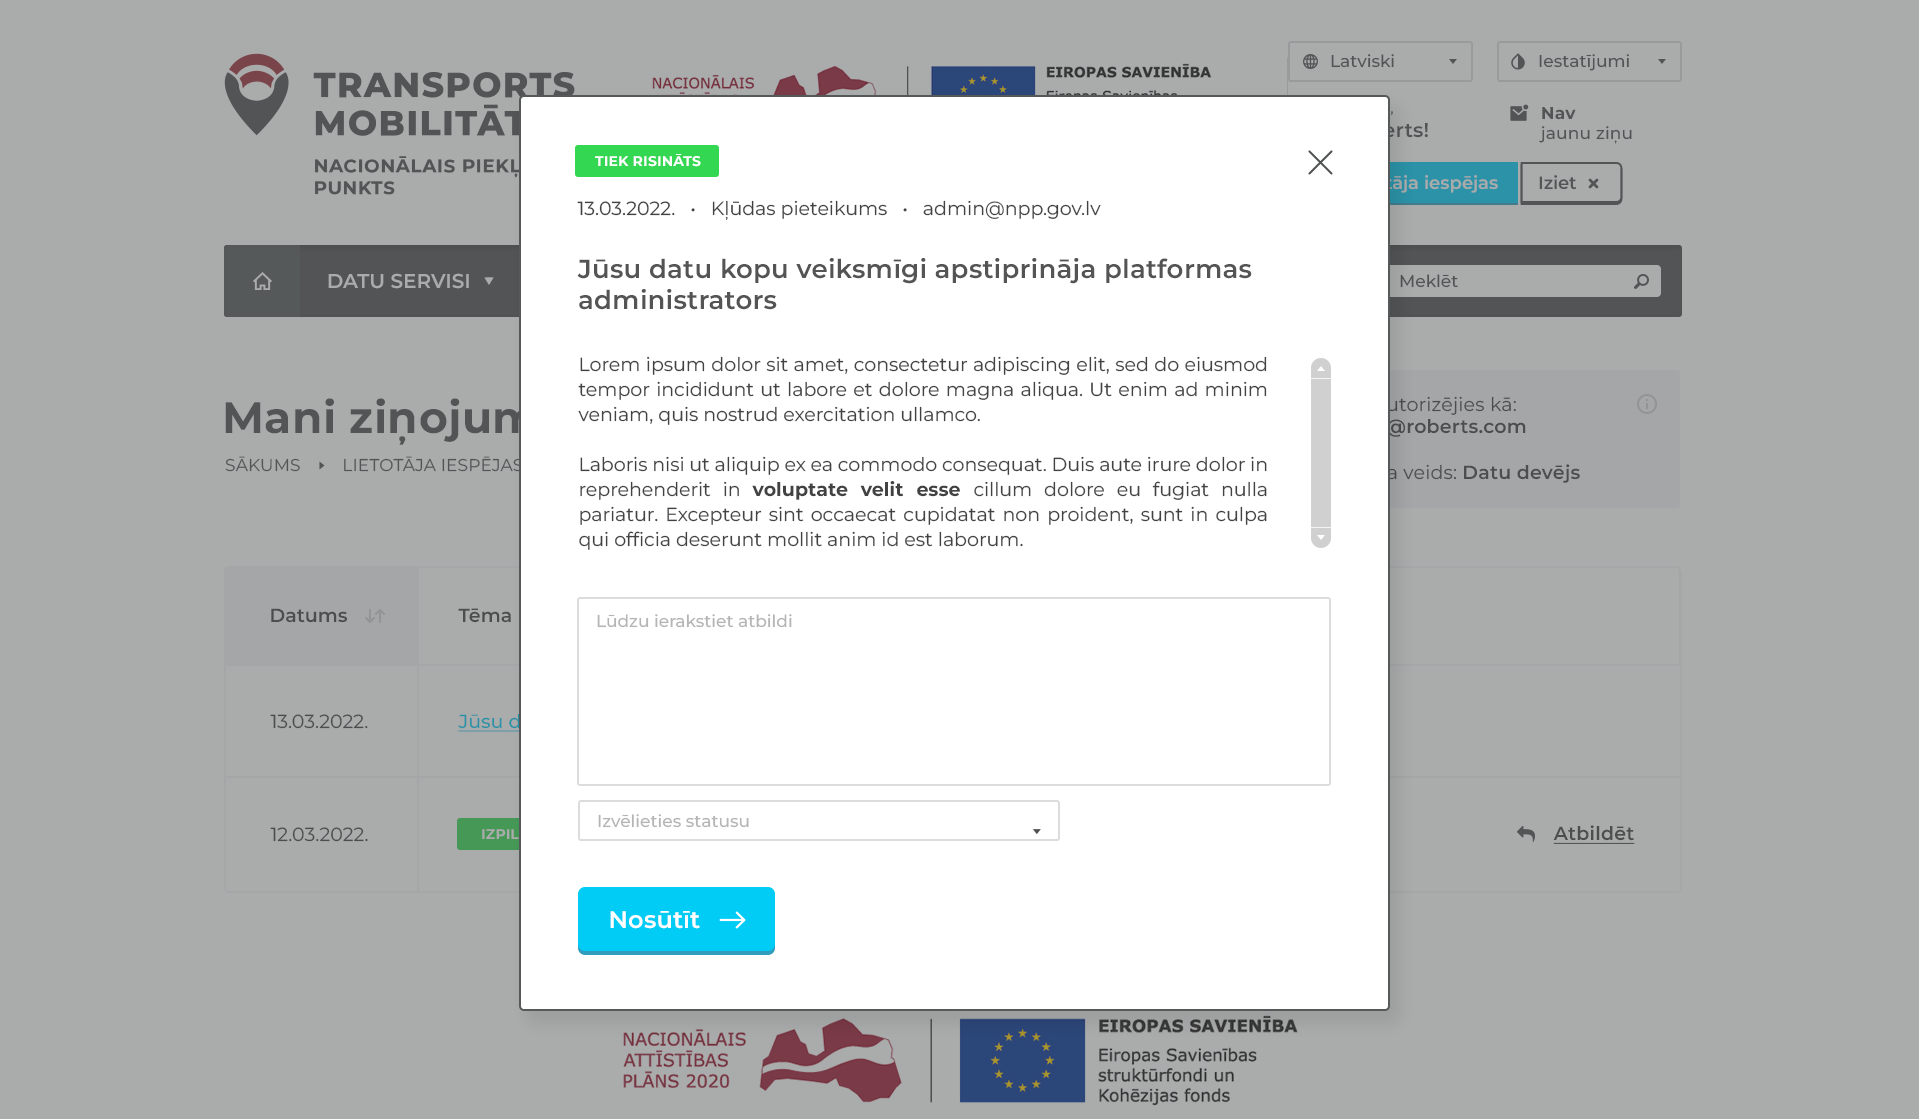 TRANSPORTS
MOBILITĀT
NACIONĀLAIS PIEKĻ
PUNKTS
NACIONĀLAIS
EIROPAS SAVIENĪBA
Eiropas Savienības
Latviski
Iestatījumi
erts!
Nav
jaunu ziņu
tāja iespējas
Iziet
DATU SERVISI
Meklēt
Mani ziņojum
SĀKUMS
LIETOTĀJA IESPĒJAS
utorizējies kā:
@roberts.com
a veids: Datu devējs
Datums
Tēma
13.03.2022.
Jūsu d
12.03.2022.
IZPIL
Atbildēt
TIEK RISINĀTS
13.03.2022. • Kļūdas pieteikums • admin@npp.gov.lv
Jūsu datu kopu veiksmīgi apstiprināja platformas
administrators
Lorem ipsum dolor sit amet, consectetur adipiscing elit, sed do eiusmod
tempor incididunt ut labore et dolore magna aliqua. Ut enim ad minim
veniam, quis nostrud exercitation ullamco.
Laboris nisi ut aliquip ex ea commodo consequat. Duis aute irure dolor in
reprehenderit in voluptate velit esse cillum dolore eu fugiat nulla
pariatur. Excepteur sint occaecat cupidatat non proident, sunt in culpa
qui officia deserunt mollit anim id est laborum.
Lūdzu ierakstiet atbildi
Izvēlieties statusu
Nosūtīt
NACIONĀLAIS
ATTĪSTĪBAS
PLĀNS 2020
EIROPAS SAVIENĪBA
Eiropas Savienības
struktūrfondi un
Kohēzijas fonds